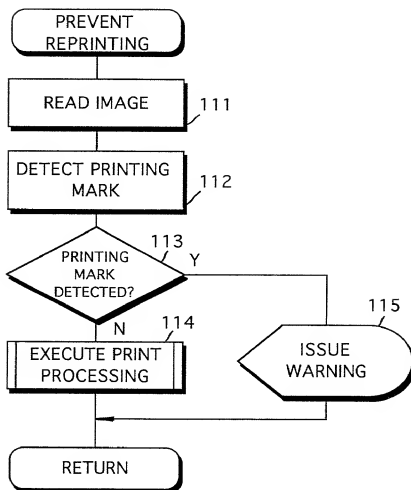 PREVENT
REPRINTING
READ IMAGE
111
DETECT PRINTING
MARK
112
113
PRINTING
MARK
DETECTED?
Y
N
114
EXECUTE PRINT
PROCESSING
115
ISSUE
WARNING
RETURN